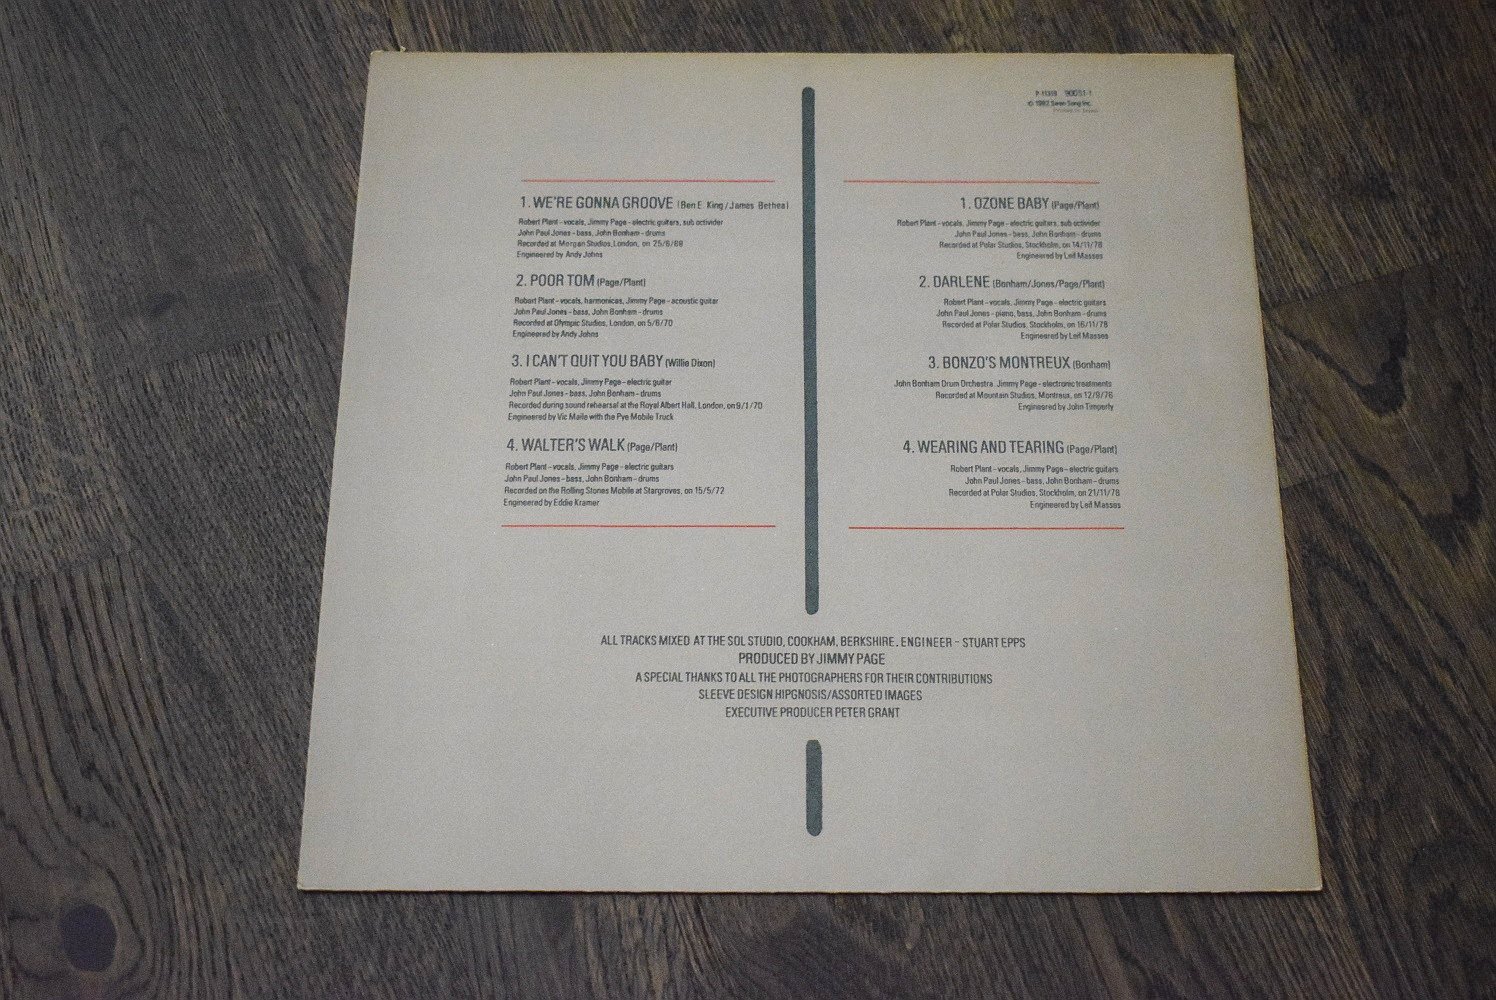 P-11319 90051-1
© 1982 Swan Song Inc.
1. WE'RE GONNA GROOVE (Ben E. King/James Bethea)
Robert Plant - vocals, Jimmy Page - electric guitars, sub octivider
John Paul Jones - bass, John Bonham - drums
Recorded at Morgan Studios, London, on 25/6/69
Engineered by Andy Johns
2. POOR TOM (Page/Plant)
Robert Plant - vocals, harmonicas, Jimmy Page - acoustic guitar
John Paul Jones - bass, John Bonham - drums
Recorded at Olympic Studios, London, on 5/6/70
Engineered by Andy Johns
3. I CAN'T QUIT YOU BABY (Willie Dixon)
Robert Plant - vocals, Jimmy Page - electric guitar
John Paul Jones - bass, John Bonham - drums
Recorded during sound rehearsal at the Royal Albert Hall, London, on 9/1/70
Engineered by Vic Maile with the Pye Mobile Truck
4. WALTER'S WALK (Page/Plant)
Robert Plant - vocals, Jimmy Page - electric guitars
John Paul Jones - bass, John Bonham - drums
Recorded on the Rolling Stones Mobile at Stargroves, on 15/5/72
Engineered by Eddie Kramer
1. OZONE BABY (Page/Plant)
Robert Plant - vocals, Jimmy Page - electric guitars, sub octivider
John Paul Jones - bass, John Bonham - drums
Recorded at Polar Studios, Stockholm, on 14/11/78
Engineered by Leif Masses
2. DARLENE (Bonham/Jones/Page/Plant)
Robert Plant - vocals, Jimmy Page - electric guitars
John Paul Jones - piano, bass, John Bonham - drums
Recorded at Polar Studios, Stockholm, on 16/11/78
Engineered by Leif Masses
3. BONZO'S MONTREUX (Bonham)
John Bonham Drum Orchestra Jimmy Page - electronic treatments
Recorded at Mountain Studios, Montreux, on 12/9/76
Engineered by John Timperly
4. WEARING AND TEARING (Page/Plant)
Robert Plant - vocals, Jimmy Page - electric guitars
John Paul Jones - bass, John Bonham - drums
Recorded at Polar Studios, Stockholm, on 21/11/78
Engineered by Leif Masses
ALL TRACKS MIXED AT THE SOL STUDIO, COOKHAM, BERKSHIRE. ENGINEER - STUART EPPS
PRODUCED BY JIMMY PAGE
A SPECIAL THANKS TO ALL THE PHOTOGRAPHERS FOR THEIR CONTRIBUTIONS
SLEEVE DESIGN HIPGNOSIS/ASSORTED IMAGES
EXECUTIVE PRODUCER PETER GRANT